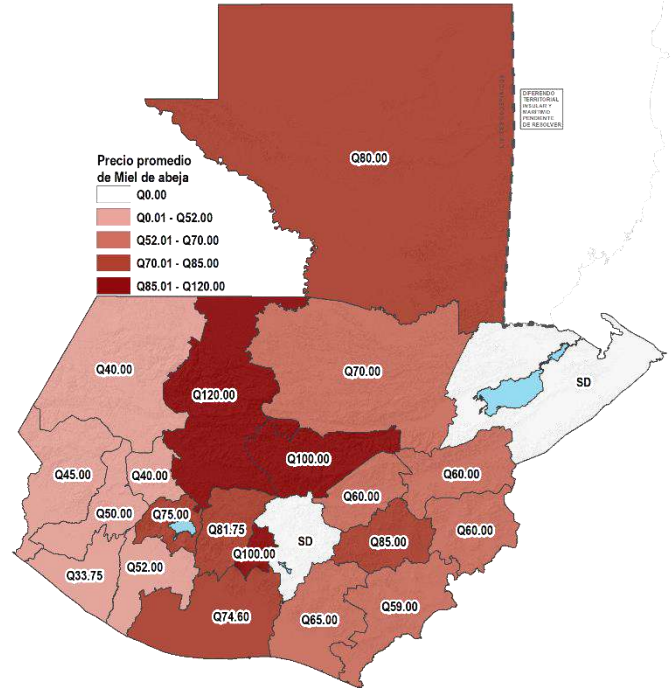 DIFERENDO
TERRITORIAL
INSULAR Y
MARITIMO
PENDIENTE
DE RESOLVER
Q80.00
Precio promedio
de Miel de abeja
Q0.00
Q0.01 - Q52.00
Q52.01 - Q70.00
Q70.01 - Q85.00
Q85.01 - Q120.00
Q40.00
Q70.00
SD
Q120.00
Q100.00
Q45.00
Q40.00
Q60.00
Q60.00
Q50.00
Q75.00
Q81.75
Q60.00
SD
Q85.00
Q100.00
Q33.75
Q52.00
Q59.00
Q74.60
Q65.00